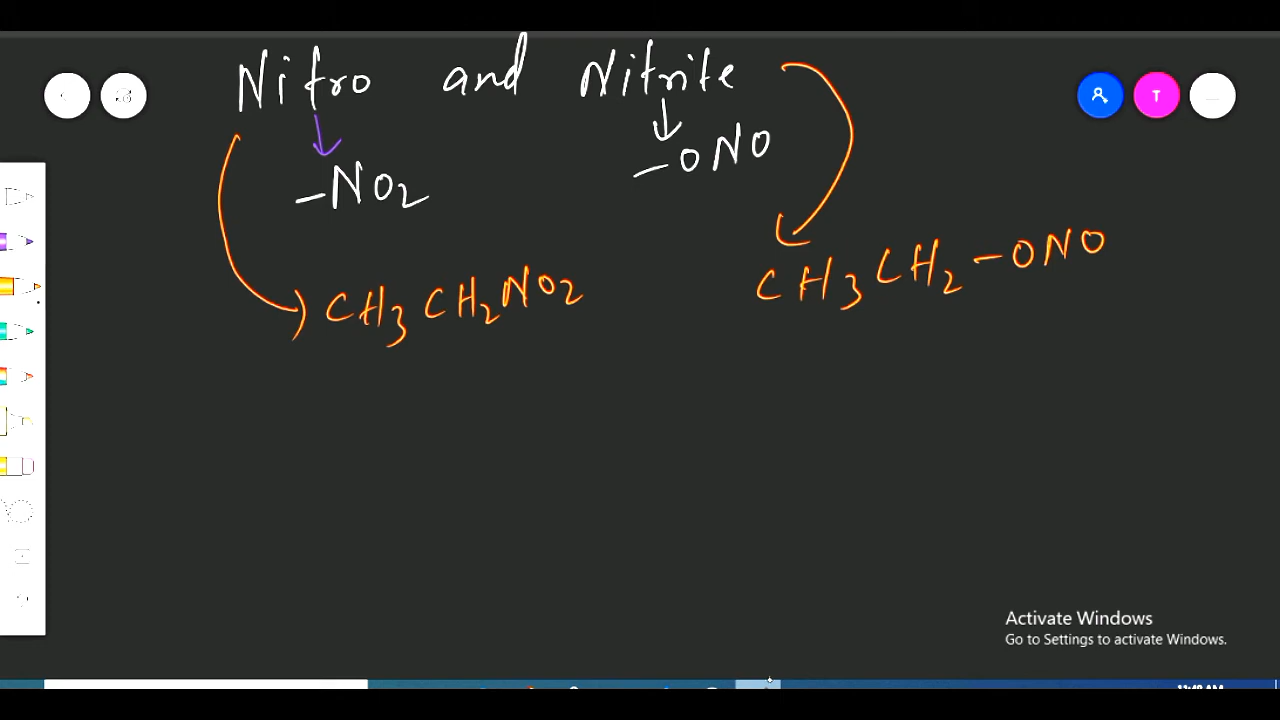 Nitro and Nitrite
-NO2
-ONO
CH3CH2NO2
CH3CH2-ONO
T
Activate Windows
Go to Settings to activate Windows.